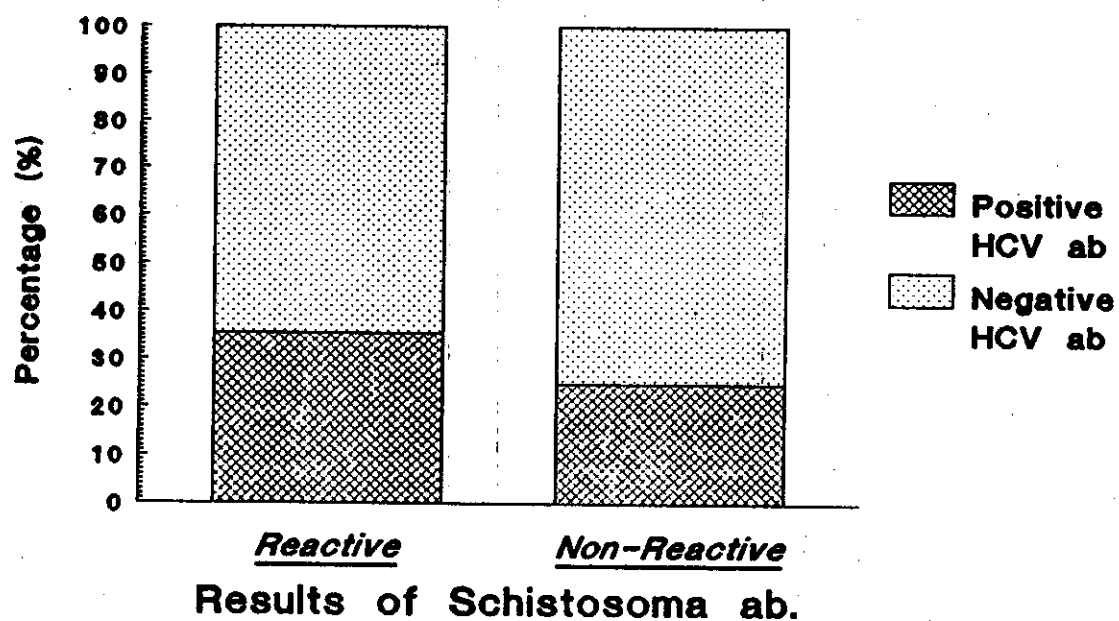 100
90
80
70
60
50
40
30
20
10
0
Percentage (%)
Reactive
Non-Reactive
Results of Schistosoma ab.
Positive
HCV ab
Negative
HCV ab